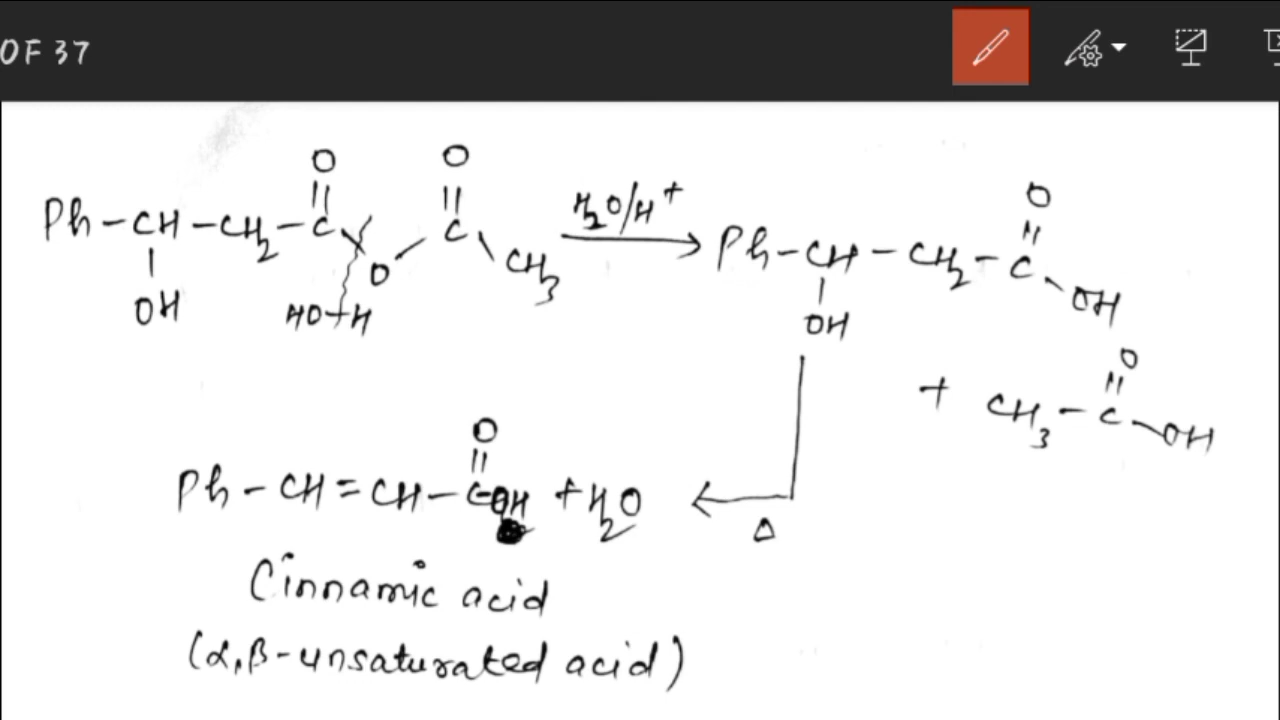 OF 37
O O
|| ||
Ph-CH-CH₂-C O C CH₃ H₂O/H⁺ → Ph-CH-CH₂-C OH
| |
OH HO-H OH
O
||
+ CH₃-C-OH
O
||
Ph-CH=CH-C-OH + H₂O ← Δ
Cinnamic acid
(α,β-unsaturated acid)